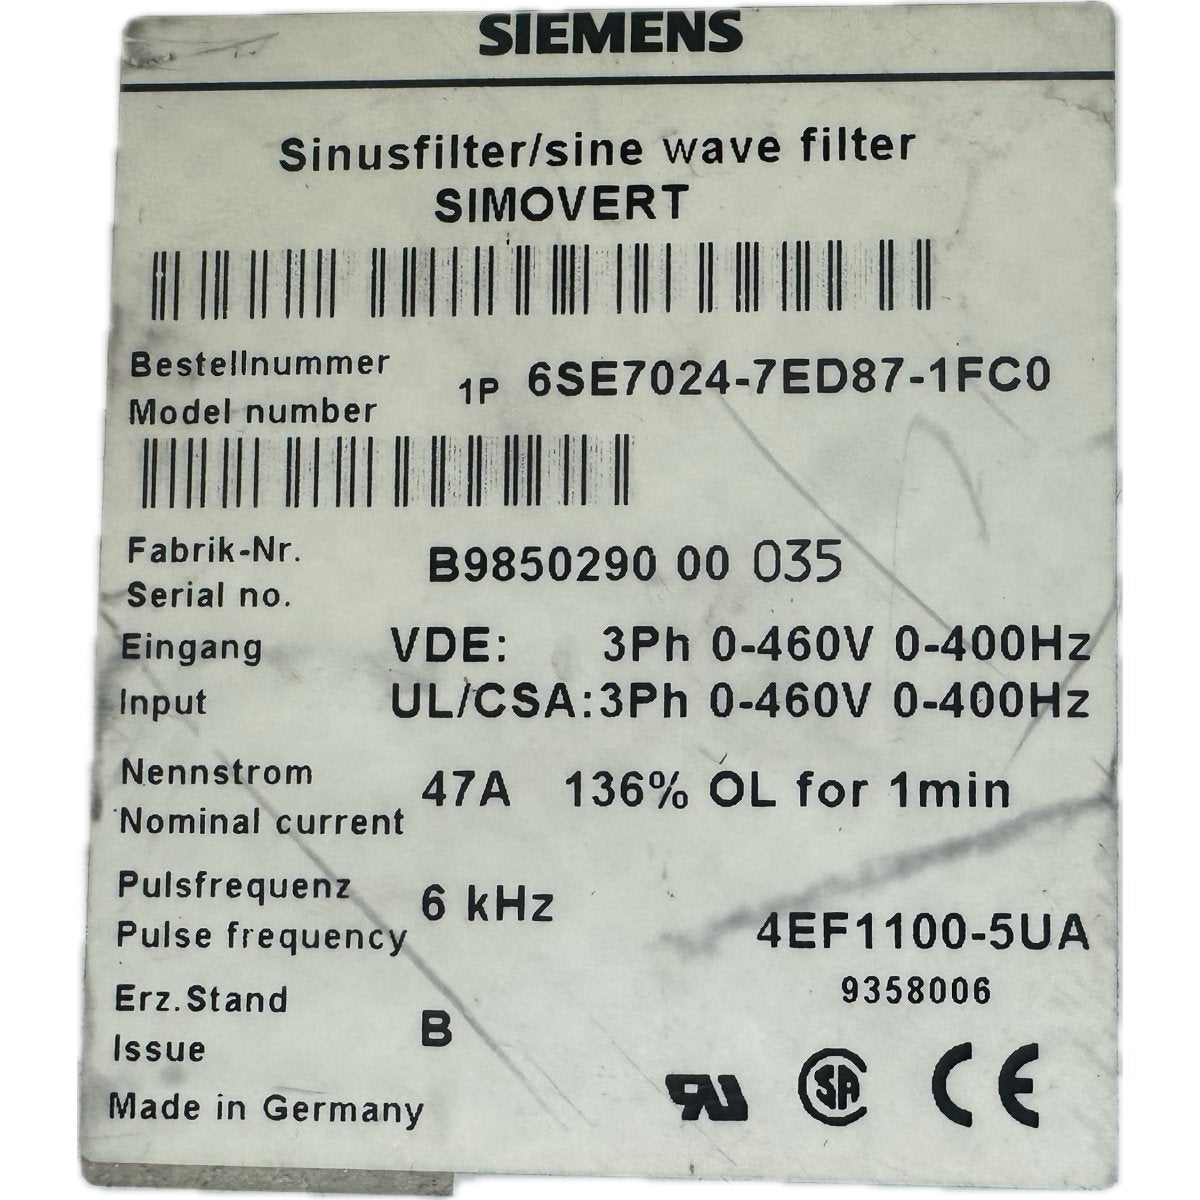 SIEMENS
Sinusfilter/sine wave filter
SIMOVERT
Bestellnummer
Model number
1P 6SE7024-7ED87-1FC0
Fabrik-Nr.
Serial no.
B9850290 00 035
Eingang VDE: 3Ph 0-460V 0-400Hz
Input UL/CSA:3Ph 0-460V 0-400Hz
Nennstrom
Nominal current
47A 136% OL for 1min
Pulsfrequenz
Pulse frequency
6 kHz
4EF1100-5UA
9358006
Erz.Stand
Issue
B
Made in Germany
SA
CE